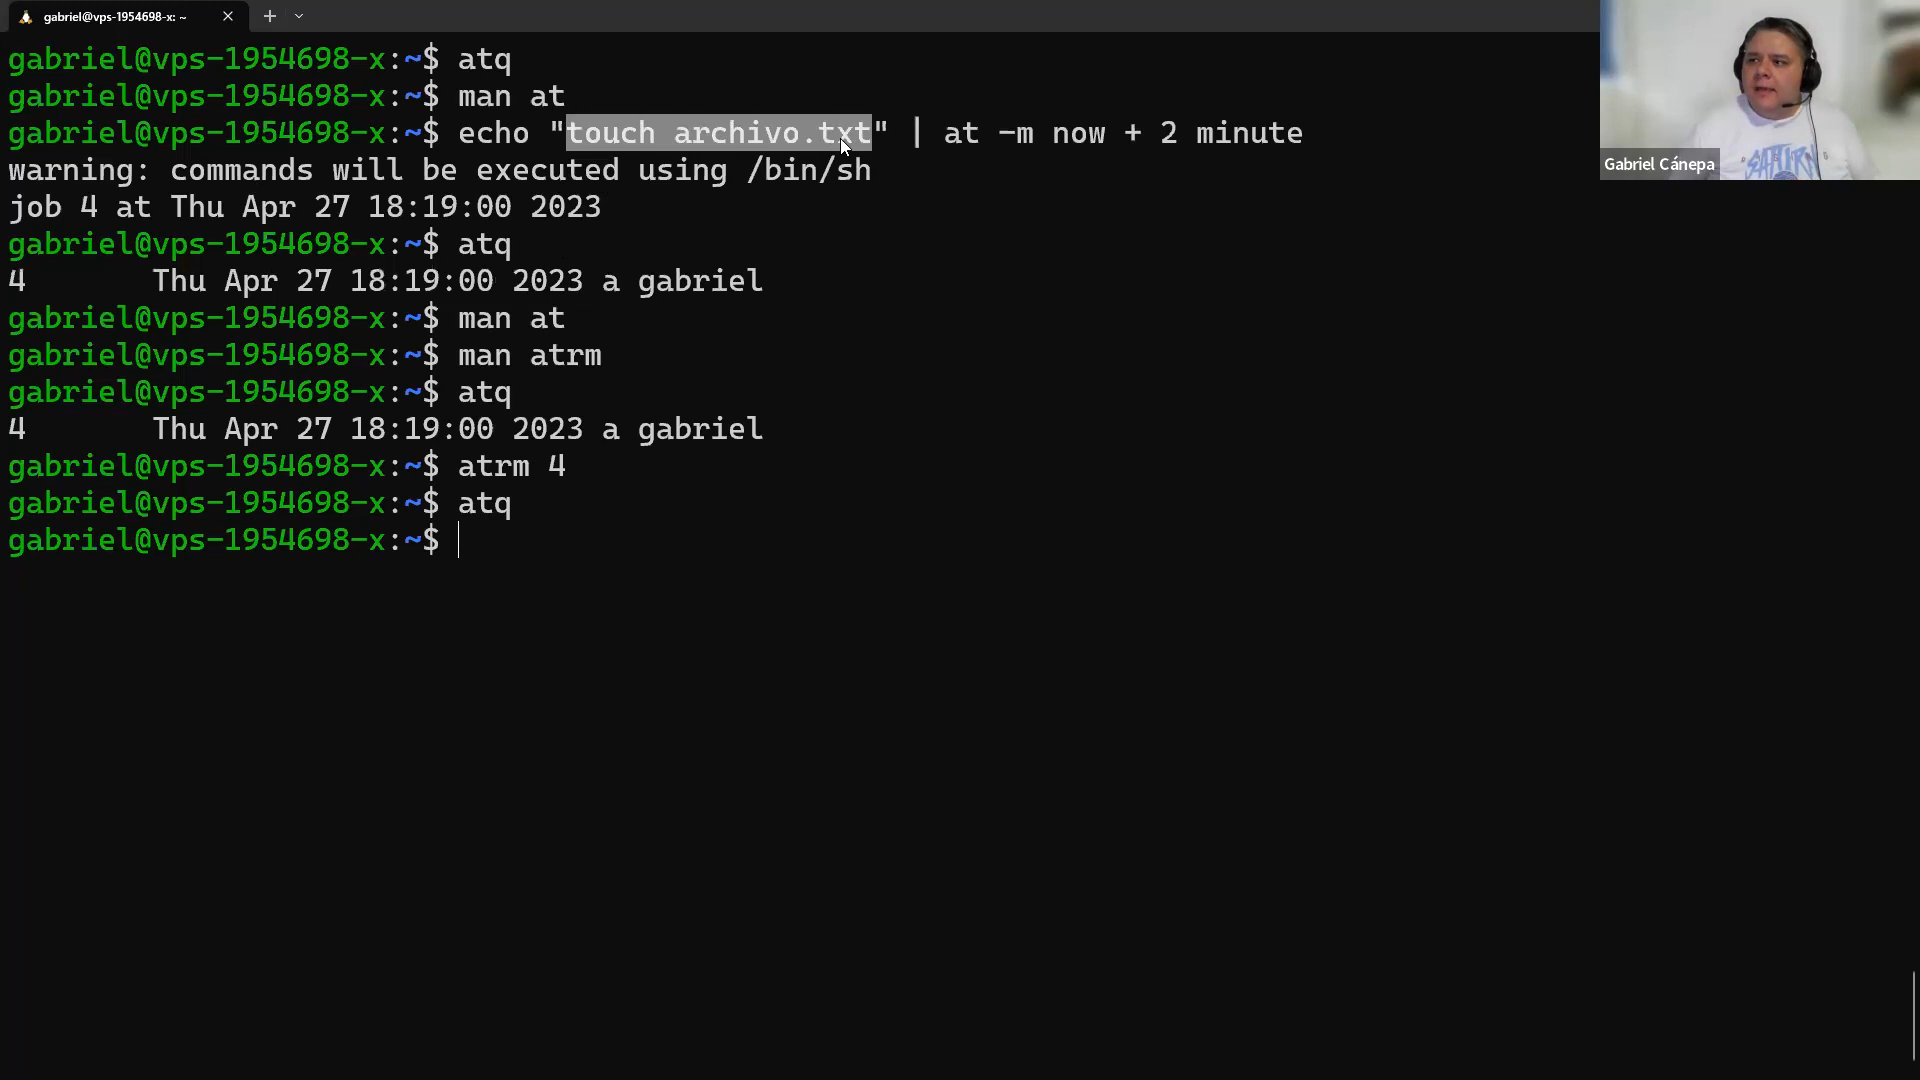 gabriel@vps-1954698-x: ~
gabriel@vps-1954698-x:~$ atq
gabriel@vps-1954698-x:~$ man at
gabriel@vps-1954698-x:~$ echo "touch archivo.txt" | at -m now + 2 minute
warning: commands will be executed using /bin/sh
job 4 at Thu Apr 27 18:19:00 2023
gabriel@vps-1954698-x:~$ atq
4       Thu Apr 27 18:19:00 2023 a gabriel
gabriel@vps-1954698-x:~$ man at
gabriel@vps-1954698-x:~$ man atrm
gabriel@vps-1954698-x:~$ atq
4       Thu Apr 27 18:19:00 2023 a gabriel
gabriel@vps-1954698-x:~$ atrm 4
gabriel@vps-1954698-x:~$ atq
gabriel@vps-1954698-x:~$
Gabriel Cánepa